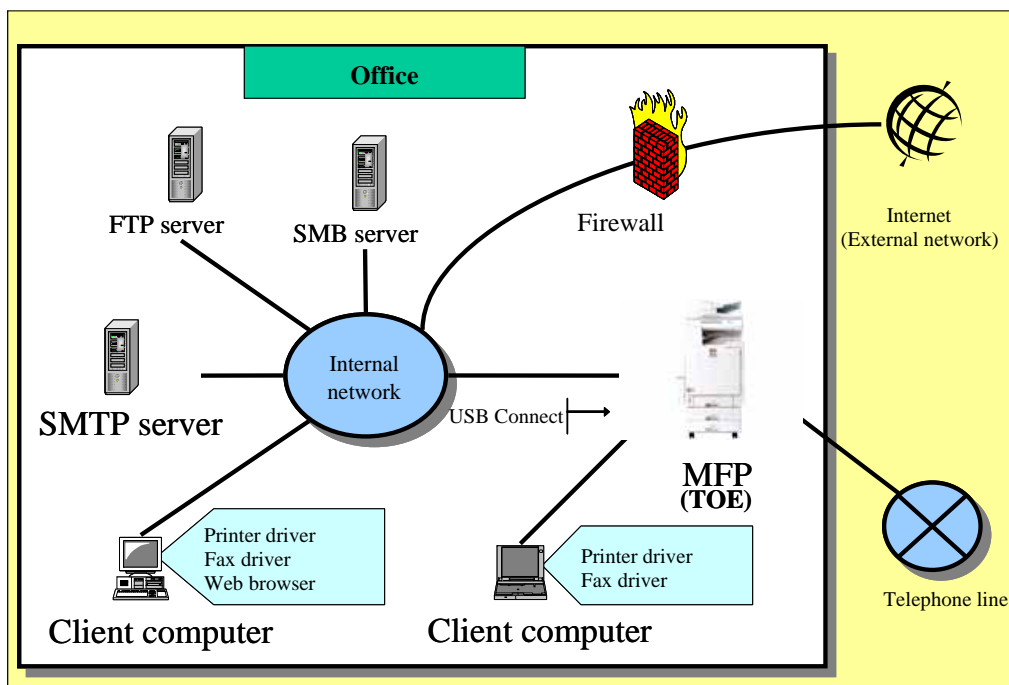 Office
FTP server
SMB server
Firewall
Internet
(External network)
Internal
network
SMTP server
USB Connect
MFP
(TOE)
Printer driver
Fax driver
Web browser
Printer driver
Fax driver
Client computer
Client computer
Telephone line